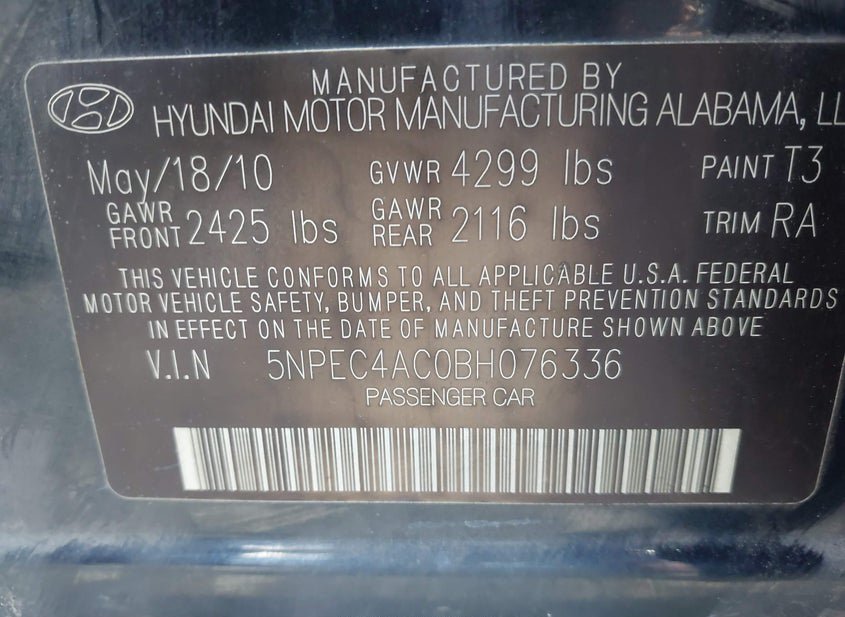 MANUFACTURED BY
HYUNDAI MOTOR MANUFACTURING ALABAMA, LL
May/18/10 GVWR 4299 lbs PAINT T3
GAWR FRONT 2425 lbs GAWR REAR 2116 lbs TRIM RA
THIS VEHICLE CONFORMS TO ALL APPLICABLE U.S.A. FEDERAL
MOTOR VEHICLE SAFETY, BUMPER, AND THEFT PREVENTION STANDARDS
IN EFFECT ON THE DATE OF MANUFACTURE SHOWN ABOVE
V.I.N 5NPEC4AC0BH076336
PASSENGER CAR